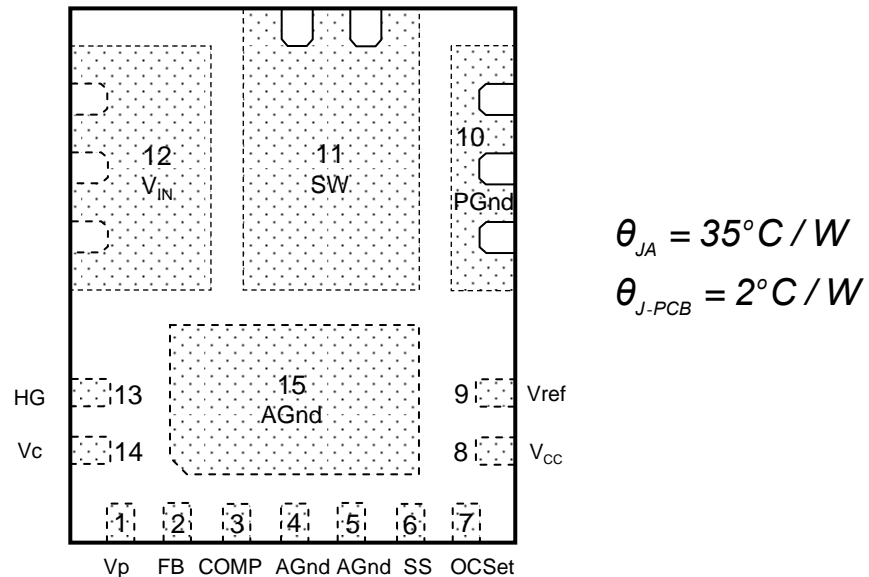 12
V_IN
11
SW
10
PGnd
θ_JA = 35°C / W
θ_J-PCB = 2°C / W
HG
13
15
AGnd
9
Vref
Vc
14
8
V_CC
1 2 3 4 5 6 7
Vp FB COMP AGnd AGnd SS OCSet